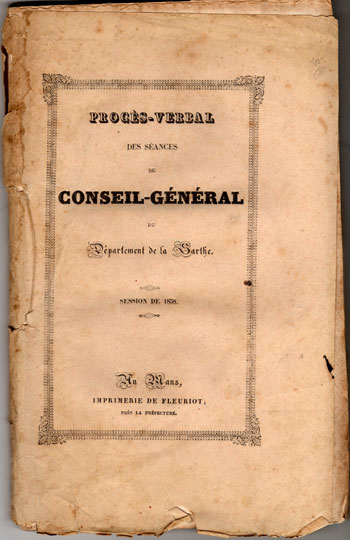 PROCÈS-VERBAL
DES SÉANCES
DU
CONSEIL-GÉNÉRAL
DU
Département de la Sarthe.
SESSION DE 1838.
Au Mans,
IMPRIMERIE DE FLEURIOT,
PRÈS LA PRÉFECTURE.